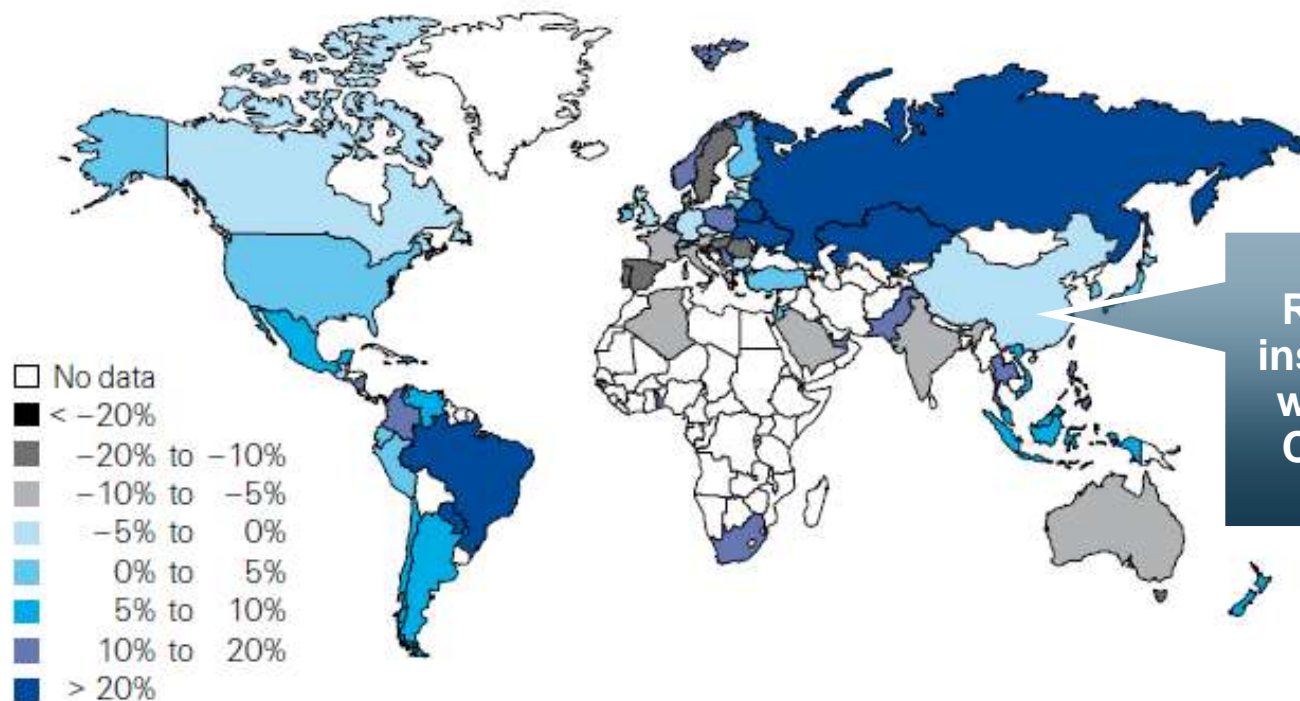 No data
< −20%
−20% to −10%
−10% to −5%
−5% to 0%
0% to 5%
5% to 10%
10% to 20%
> 20%
R
ins
w
C